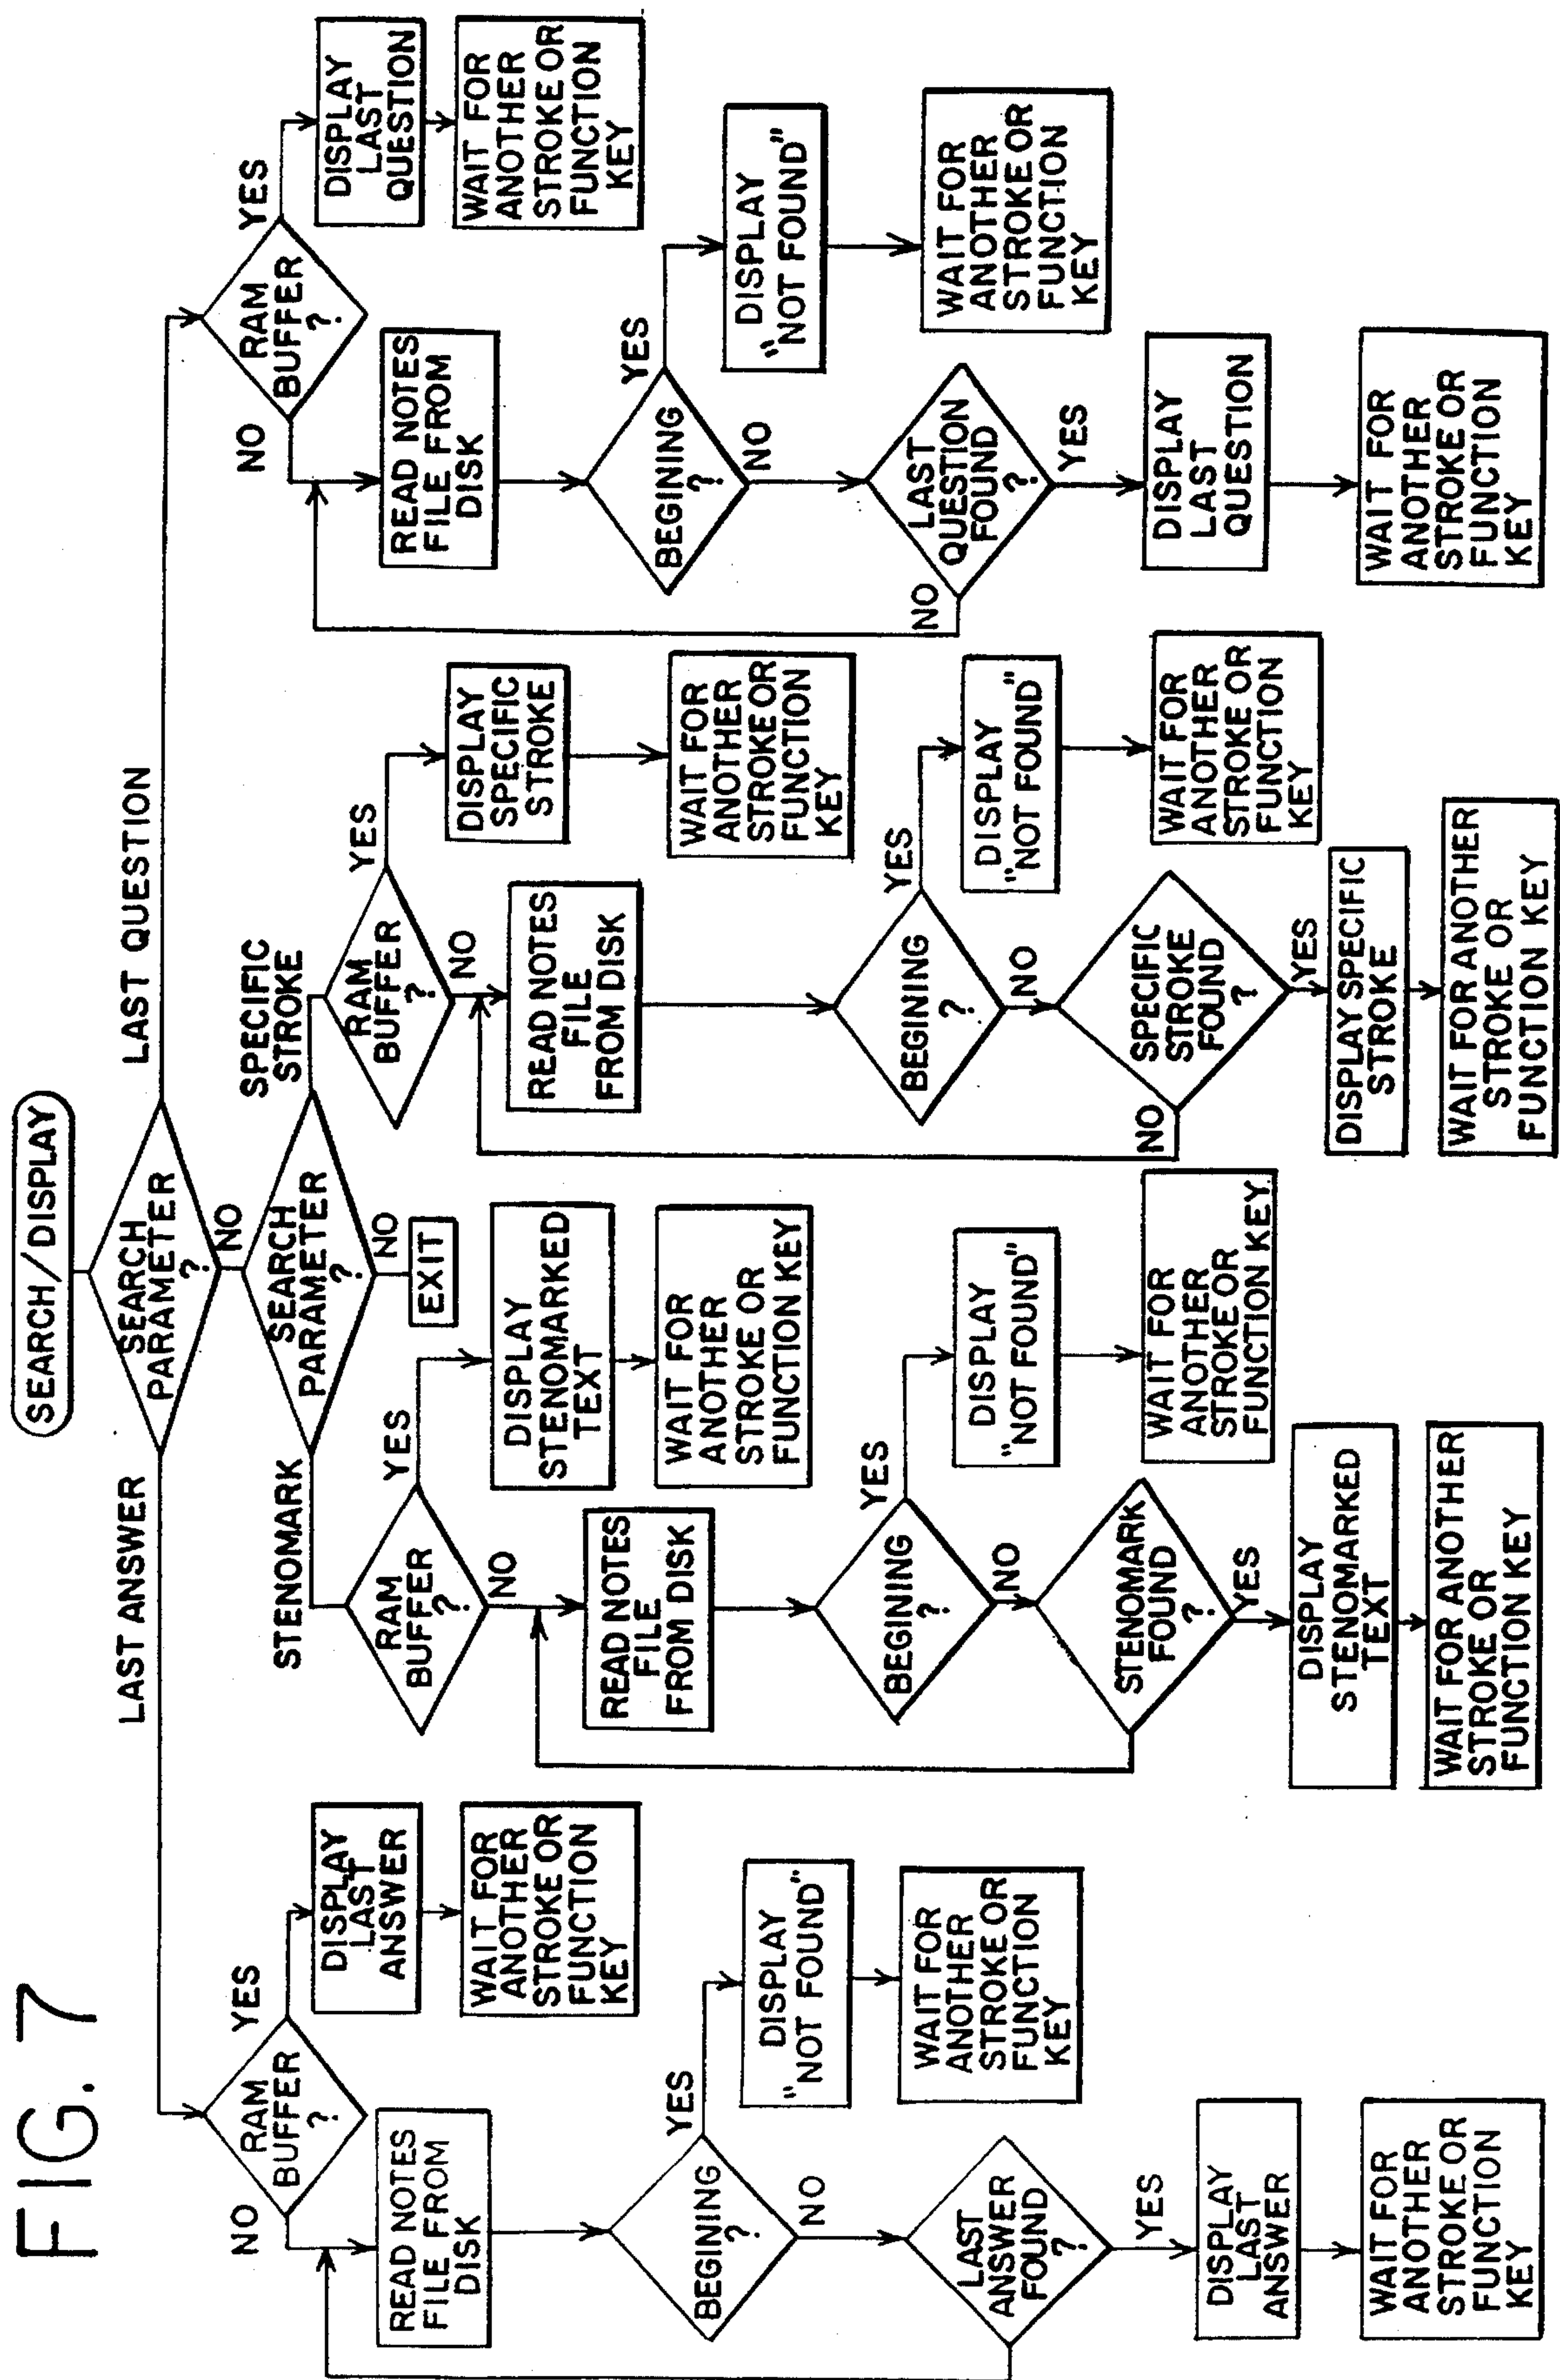 FIG. 7
SEARCH/DISPLAY
SEARCH
PARAMETER
?
LAST ANSWER
LAST QUESTION
NO
SEARCH
PARAMETER
?
STENOMARK
SPECIFIC
STROKE
NO
EXIT
RAM
BUFFER
?
YES
DISPLAY
LAST
ANSWER
WAIT FOR
ANOTHER
STROKE OR
FUNCTION
KEY
NO
READ NOTES
FILE FROM
DISK
BEGINING
?
YES
DISPLAY
"NOT FOUND"
WAIT FOR
ANOTHER
STROKE OR
FUNCTION
KEY
NO
LAST
ANSWER
FOUND
?
YES
DISPLAY
LAST
ANSWER
WAIT FOR
ANOTHER
STROKE OR
FUNCTION
KEY
RAM
BUFFER
?
YES
DISPLAY
STENOMARKED
TEXT
WAIT FOR
ANOTHER
STROKE OR
FUNCTION KEY
NO
READ NOTES
FILE
FROM DISK
BEGINING
?
YES
DISPLAY
"NOT FOUND"
WAIT FOR
ANOTHER
STROKE OR
FUNCTION KEY.
NO
STENOMARK
FOUND
?
YES
DISPLAY
STENOMARKED
TEXT
WAIT FOR ANOTHER
STROKE OR
FUNCTION KEY
RAM
BUFFER
?
YES
DISPLAY
SPECIFIC
STROKE
WAIT FOR
ANOTHER
STROKE OR
FUNCTION
KEY
NO
READ NOTES
FILE
FROM DISK
BEGINING
?
YES
DISPLAY
"NOT FOUND"
WAIT FOR
ANOTHER
STROKE OR
FUNCTION
KEY
NO
SPECIFIC
STROKE
FOUND
?
NO
YES
DISPLAY SPECIFIC
STROKE
WAIT FOR ANOTHER
STROKE OR
FUNCTION KEY
RAM
BUFFER
?
YES
DISPLAY
LAST
QUESTION
WAIT FOR
ANOTHER
STROKE OR
FUNCTION
KEY
NO
READ NOTES
FILE FROM
DISK
BEGINING
?
YES
DISPLAY
"NOT FOUND"
WAIT FOR
ANOTHER
STROKE OR
FUNCTION
KEY
NO
LAST
QUESTION
FOUND
?
NO
YES
DISPLAY
LAST
QUESTION
WAIT FOR
ANOTHER
STROKE OR
FUNCTION
KEY